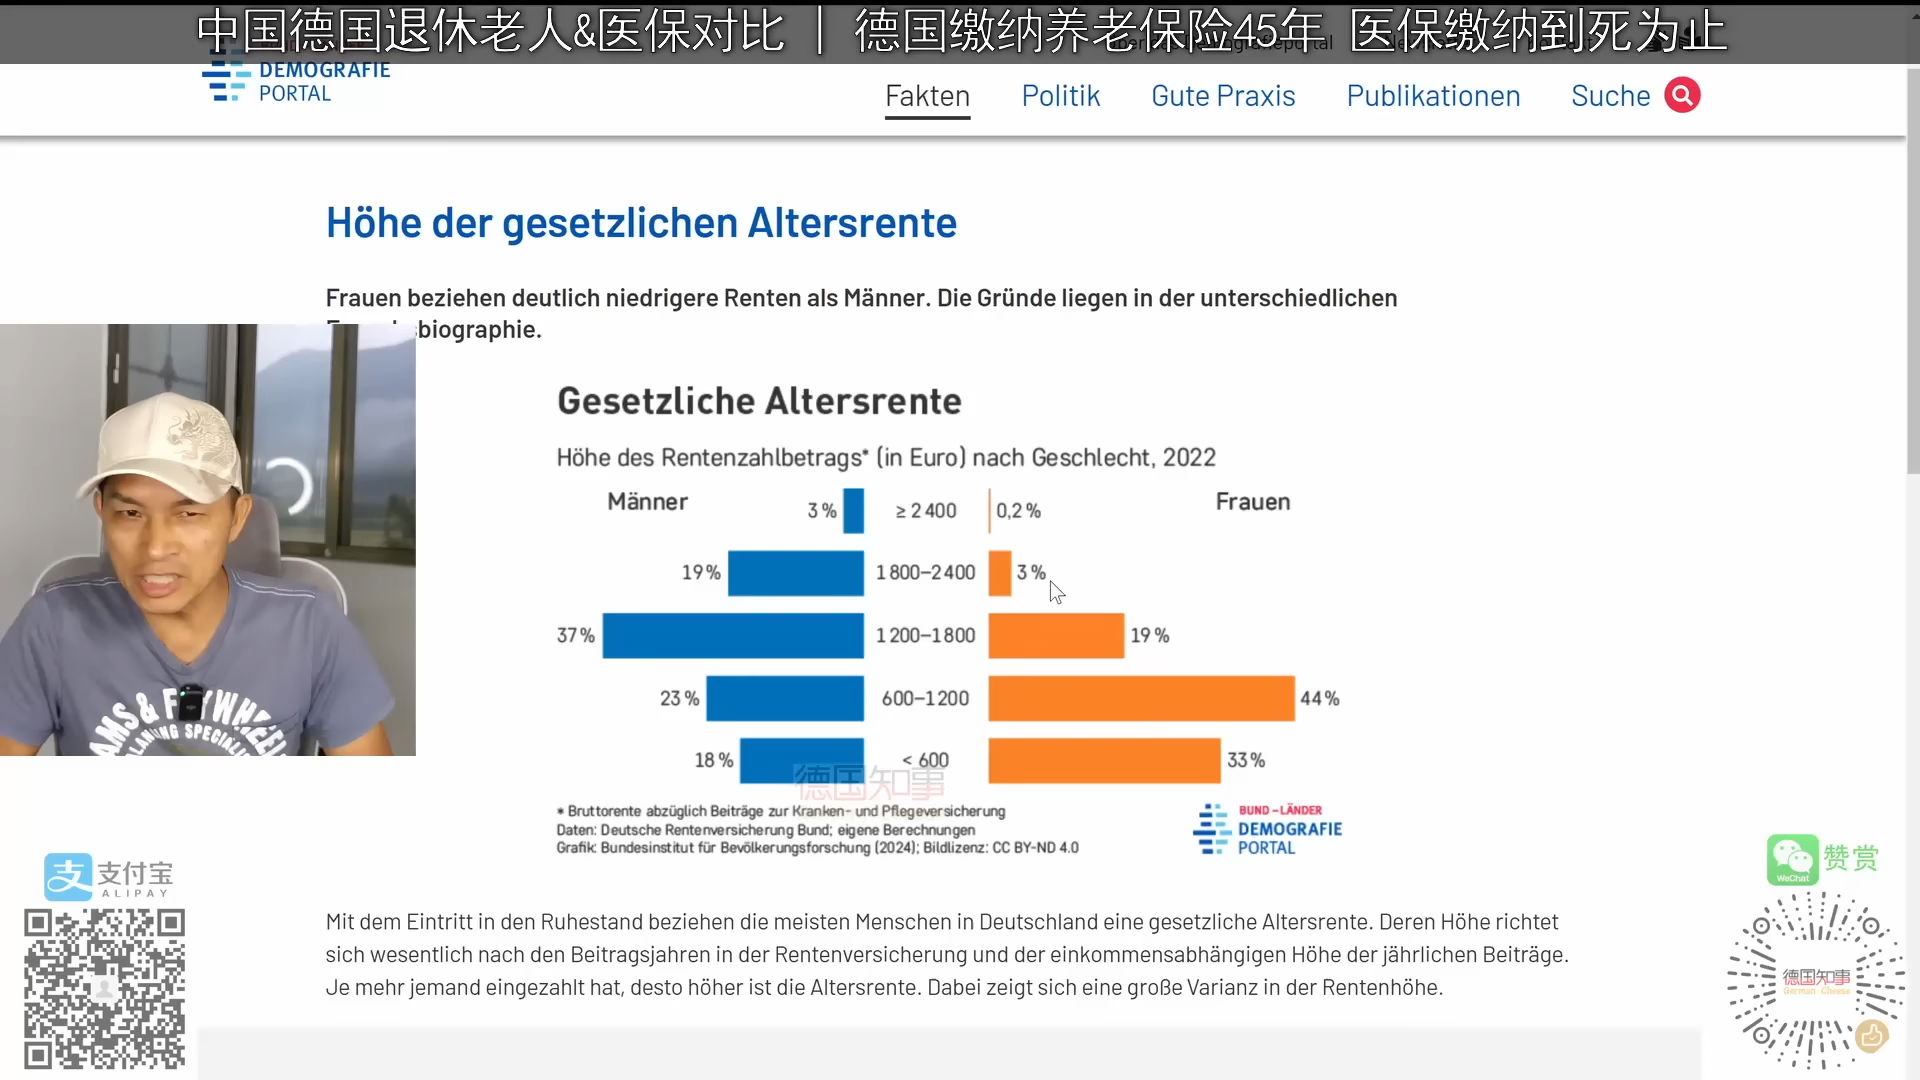 中国德国退休老人&医保对比 ｜ 德国缴纳养老保险45年 医保缴纳到死为止
DEMOGRAFIE
PORTAL
Fakten
Politik
Gute Praxis
Publikationen
Suche
Höhe der gesetzlichen Altersrente
Frauen beziehen deutlich niedrigere Renten als Männer. Die Gründe liegen in der unterschiedlichen
sbiographie.
Gesetzliche Altersrente
Höhe des Rentenzahlbetrags* (in Euro) nach Geschlecht, 2022
Männer
Frauen
3 % ≥ 2 400 0,2 %
19 % 1 800–2 400 3 %
37 % 1 200–1 800 19 %
23 % 600–1 200 44 %
18 % < 600 33 %
德国知事
* Bruttorente abzüglich Beiträge zur Kranken- und Pflegeversicherung
Daten: Deutsche Rentenversicherung Bund; eigene Berechnungen
Grafik: Bundesinstitut für Bevölkerungsforschung (2024); Bildlizenz: CC BY-ND 4.0
BUND–LÄNDER
DEMOGRAFIE
PORTAL
Mit dem Eintritt in den Ruhestand beziehen die meisten Menschen in Deutschland eine gesetzliche Altersrente. Deren Höhe richtet
sich wesentlich nach den Beitragsjahren in der Rentenversicherung und der einkommensabhängigen Höhe der jährlichen Beiträge.
Je mehr jemand eingezahlt hat, desto höher ist die Altersrente. Dabei zeigt sich eine große Varianz in der Rentenhöhe.
支 支付宝
ALIPAY
WeChat
赞赏
德国知事
German Cheese